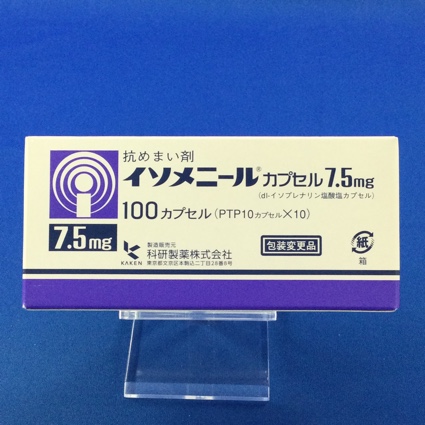 抗めまい剤
イソメニール®カプセル7.5mg
(dl-イソプレナリン塩酸塩カプセル)
100カプセル(PTP10カプセル×10)
7.5mg
KAKEN
製造販売元
科研製薬株式会社
東京都文京区本駒込二丁目28番8号
包装変更品
紙
箱